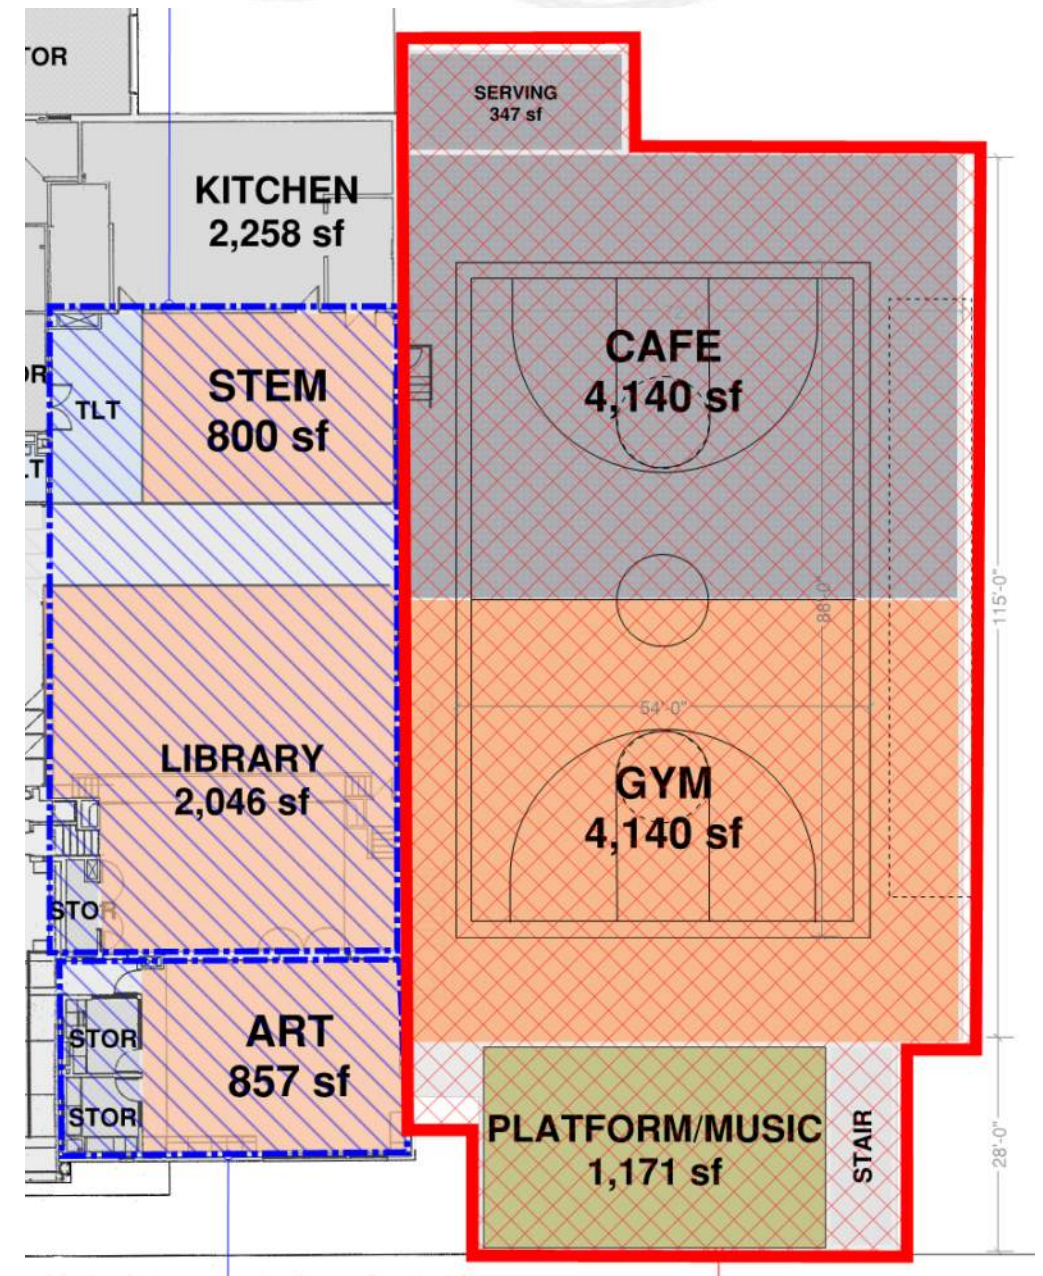 TOR
SERVING
347 sf
KITCHEN
2,258 sf
STEM
800 sf
TLT
CAFE
4,140 sf
115'-0"
88'-0"
54'-0"
LIBRARY
2,046 sf
GYM
4,140 sf
STOR
ART
857 sf
STOR
STOR
PLATFORM/MUSIC
1,171 sf
STAIR
28'-0"